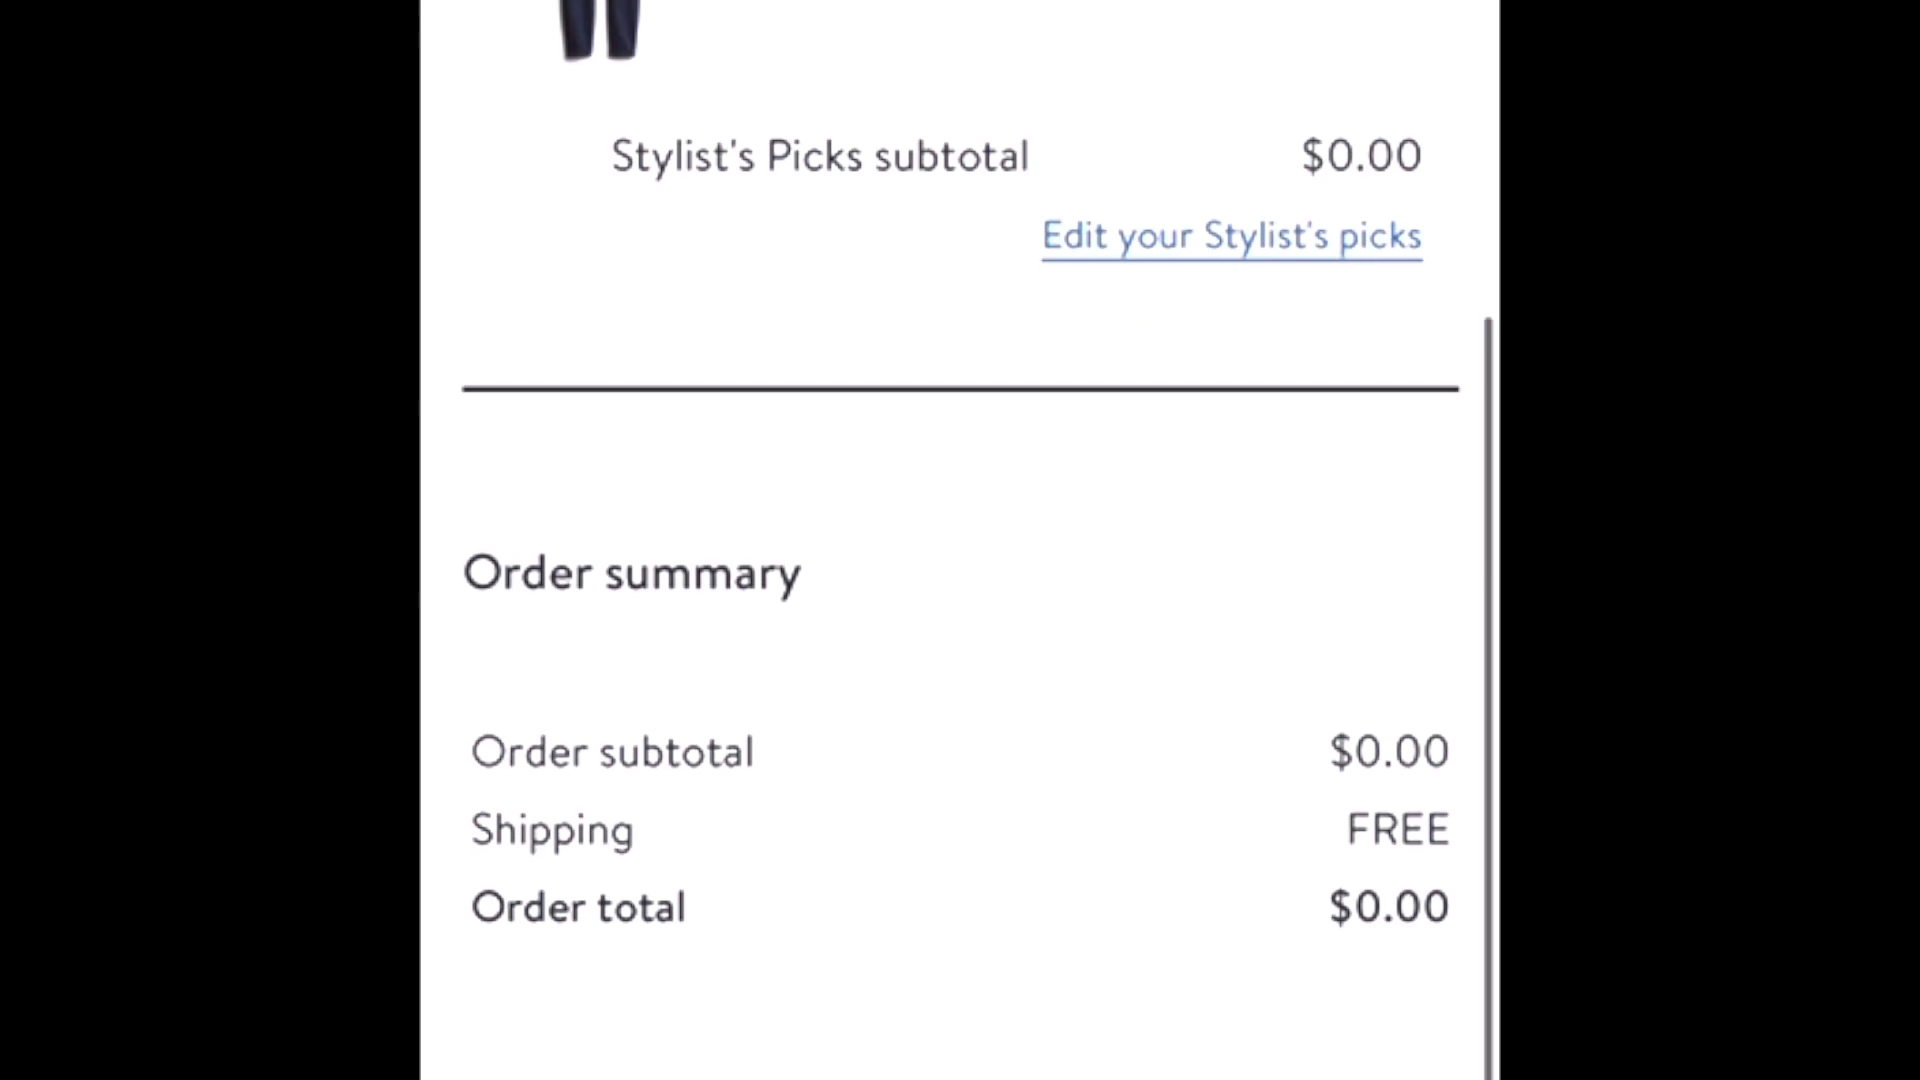 Stylist's Picks subtotal $0.00
Edit your Stylist's picks
Order summary
Order subtotal $0.00
Shipping FREE
Order total $0.00